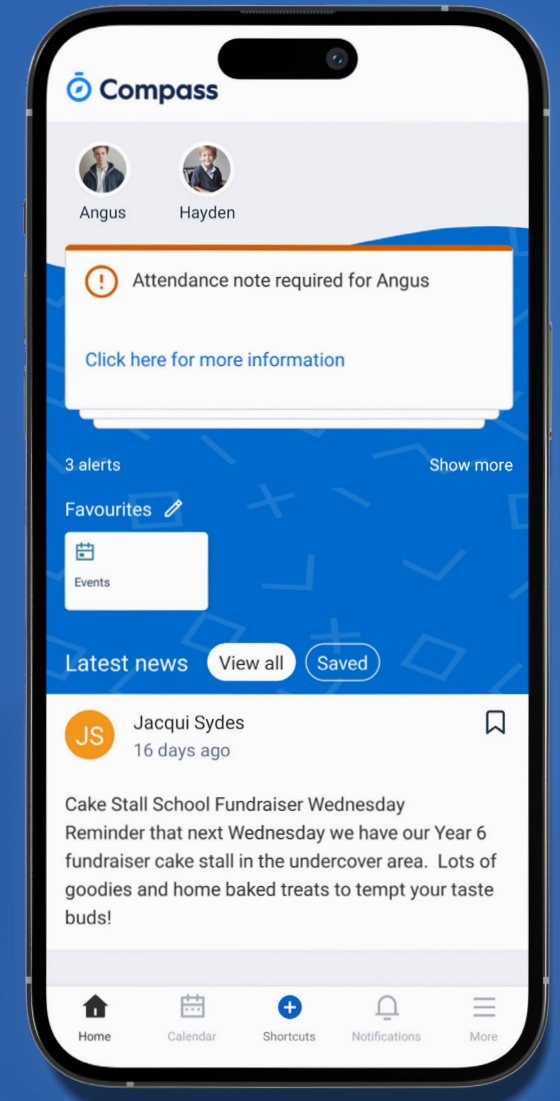 Compass
Angus
Hayden
Attendance note required for Angus
Click here for more information
3 alerts
Show more
Favourites
Events
Latest news
View all
Saved
JS
Jacqui Sydes
16 days ago
Cake Stall School Fundraiser Wednesday
Reminder that next Wednesday we have our Year 6
fundraiser cake stall in the undercover area.  Lots of
goodies and home baked treats to tempt your taste
buds!
Home
Calendar
Shortcuts
Notifications
More